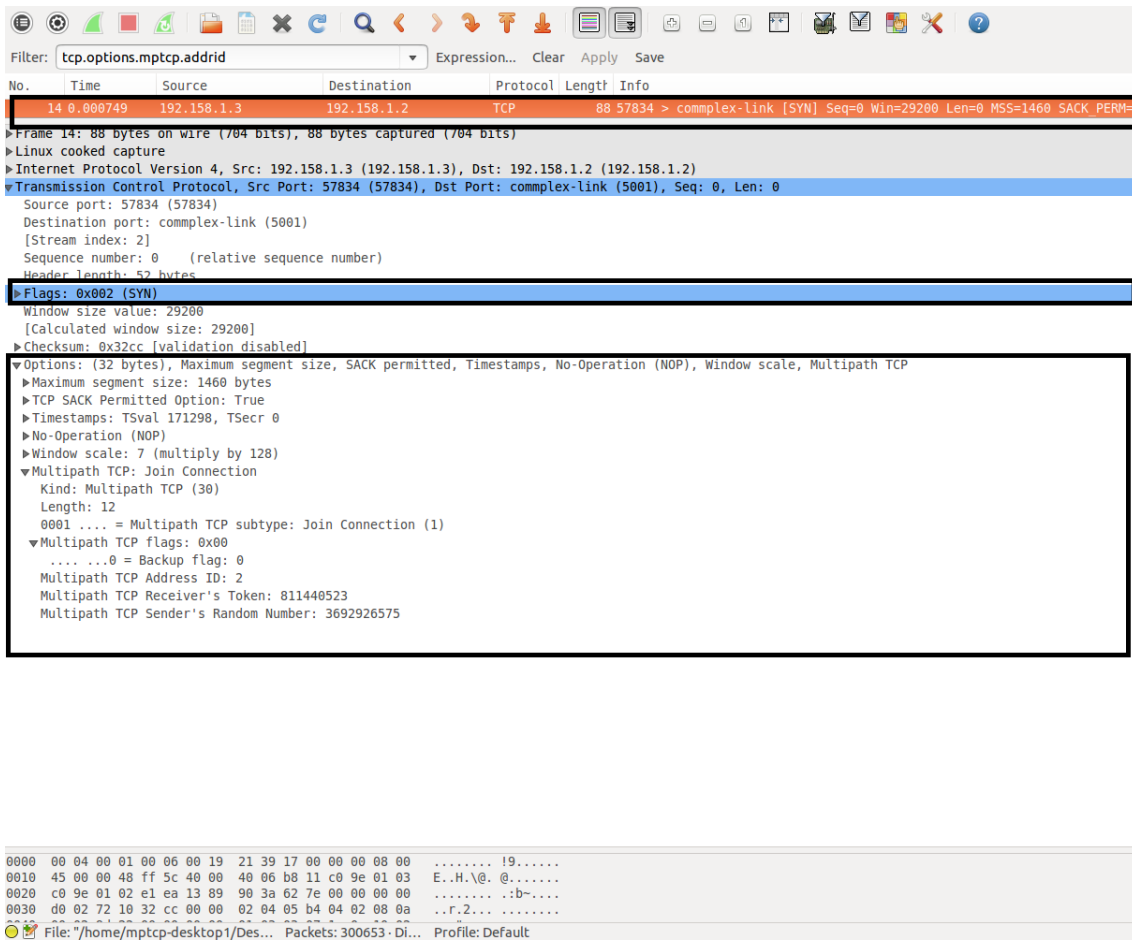 Filter: tcp.options.mptcp.addrid Expression... Clear Apply Save
No. Time Source Destination Protocol Length Info
14 0.000749 192.158.1.3 192.158.1.2 TCP 88 57834 > commplex-link [SYN] Seq=0 Win=29200 Len=0 MSS=1460 SACK_PERM=
Frame 14: 88 bytes on wire (704 bits), 88 bytes captured (704 bits)
Linux cooked capture
Internet Protocol Version 4, Src: 192.158.1.3 (192.158.1.3), Dst: 192.158.1.2 (192.158.1.2)
Transmission Control Protocol, Src Port: 57834 (57834), Dst Port: commplex-link (5001), Seq: 0, Len: 0
Source port: 57834 (57834)
Destination port: commplex-link (5001)
[Stream index: 2]
Sequence number: 0 (relative sequence number)
Header length: 52 bytes
Flags: 0x002 (SYN)
Window size value: 29200
[Calculated window size: 29200]
Checksum: 0x32cc [validation disabled]
Options: (32 bytes), Maximum segment size, SACK permitted, Timestamps, No-Operation (NOP), Window scale, Multipath TCP
Maximum segment size: 1460 bytes
TCP SACK Permitted Option: True
Timestamps: TSval 171298, TSecr 0
No-Operation (NOP)
Window scale: 7 (multiply by 128)
Multipath TCP: Join Connection
Kind: Multipath TCP (30)
Length: 12
0001 .... = Multipath TCP subtype: Join Connection (1)
Multipath TCP flags: 0x00
.... ...0 = Backup flag: 0
Multipath TCP Address ID: 2
Multipath TCP Receiver's Token: 811440523
Multipath TCP Sender's Random Number: 3692926575
0000 00 04 00 01 00 06 00 19 21 39 17 00 00 00 08 00 ........ !9......
0010 45 00 00 48 ff 5c 40 00 40 06 b8 11 c0 9e 01 03 E..H.\@. @.......
0020 c0 9e 01 02 e1 ea 13 89 90 3a 62 7e 00 00 00 00 ........ .:b~....
0030 d0 02 72 10 32 cc 00 00 02 04 05 b4 04 02 08 0a ..r.2... ........
File: "/home/mptcp-desktop1/Des... Packets: 300653 · Di... Profile: Default